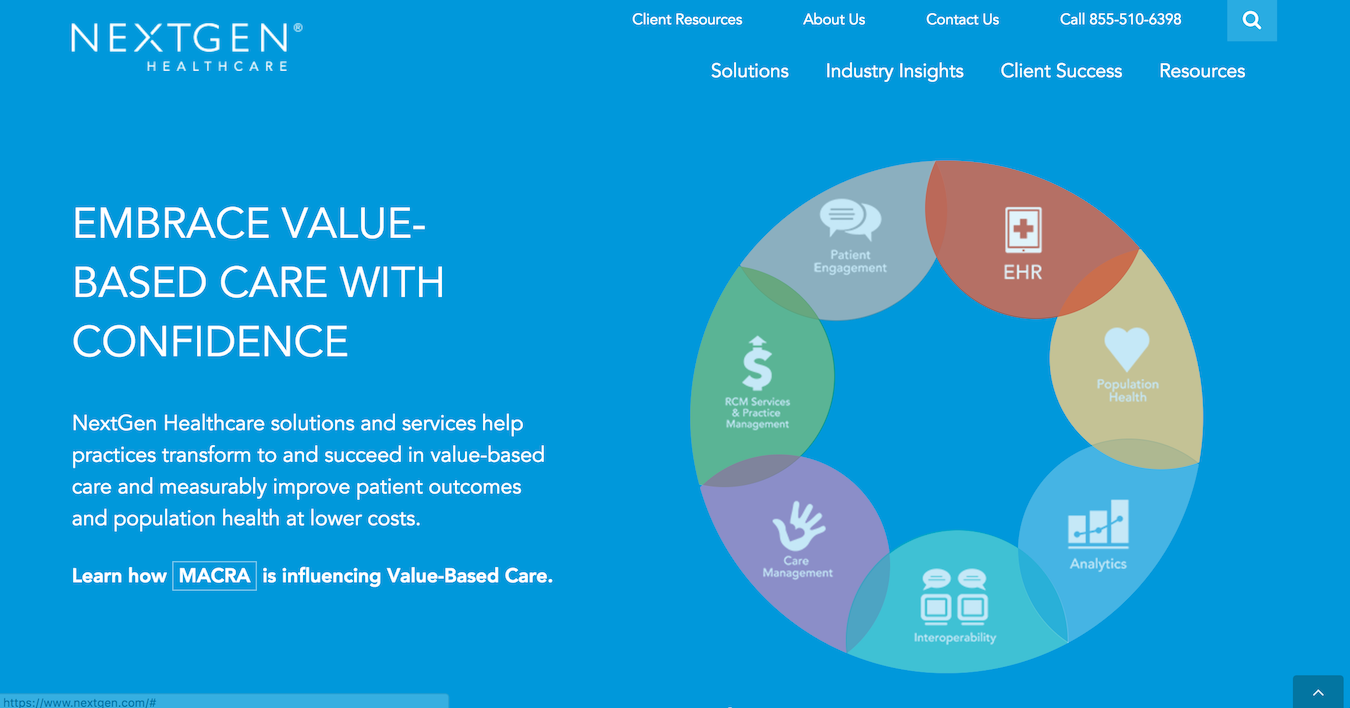 NEXTGEN®
HEALTHCARE
Client Resources
About Us
Contact Us
Call 855-510-6398
Solutions
Industry Insights
Client Success
Resources
EMBRACE VALUE-
BASED CARE WITH
CONFIDENCE
NextGen Healthcare solutions and services help
practices transform to and succeed in value-based
care and measurably improve patient outcomes
and population health at lower costs.
Learn how MACRA is influencing Value-Based Care.
Patient
Engagement
EHR
Population
Health
Analytics
Interoperability
Care
Management
RCM Services
& Practice
Management
https://www.nextgen.com/#